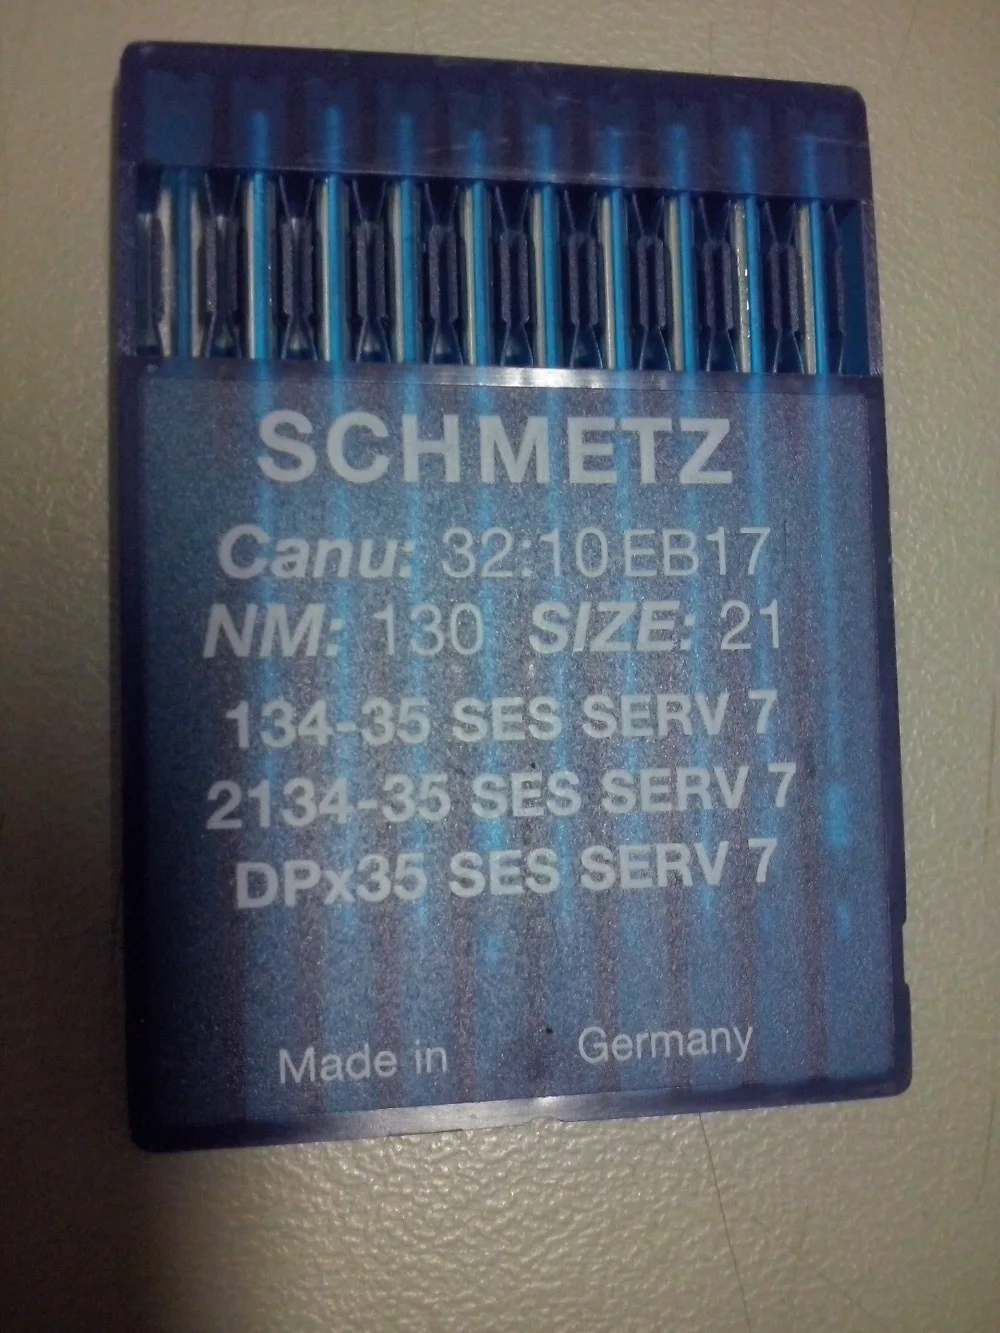 SCHMETZ
Canu: 32:10 EB17
NM: 130 SIZE: 21
134-35 SES SERV 7
2134-35 SES SERV 7
DPx35 SES SERV 7
Made in Germany